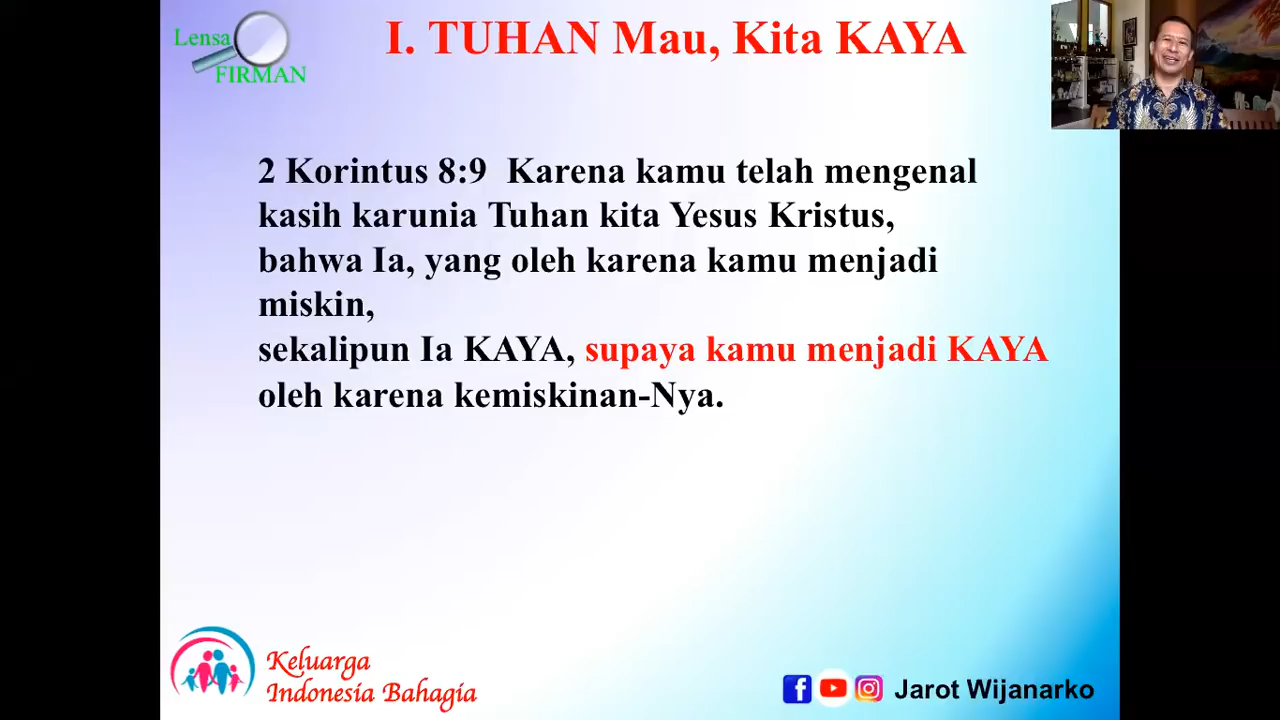 Lensa
FIRMAN
I. TUHAN Mau, Kita KAYA
2 Korintus 8:9  Karena kamu telah mengenal
kasih karunia Tuhan kita Yesus Kristus,
bahwa Ia, yang oleh karena kamu menjadi
miskin,
sekalipun Ia KAYA, supaya kamu menjadi KAYA
oleh karena kemiskinan-Nya.
Keluarga
Indonesia Bahagia
Jarot Wijanarko